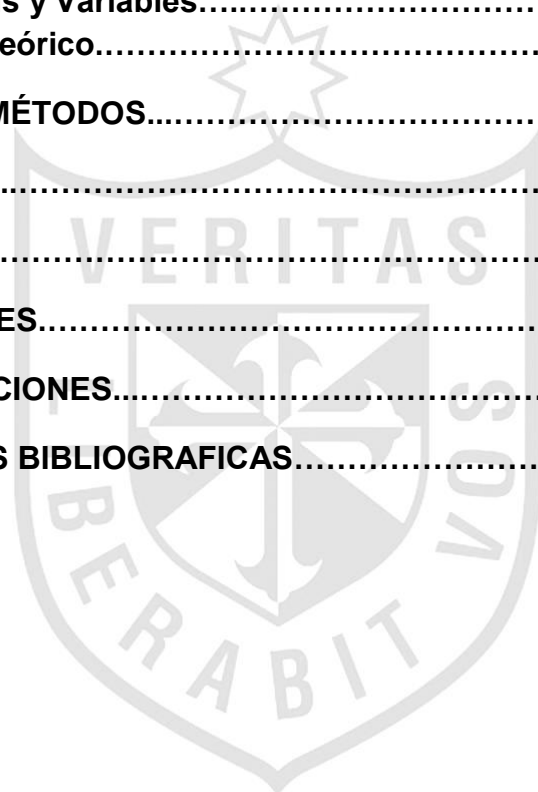 s y Variables…..……………………………
eórico.………………………………………
MÉTODOS...………………………………
..……………………………………………
………………………………………………
ES.……………………………………………
CIONES...……………………………………
S BIBLIOGRAFICAS………………………
VERITAS
LIBERABIT
VOS